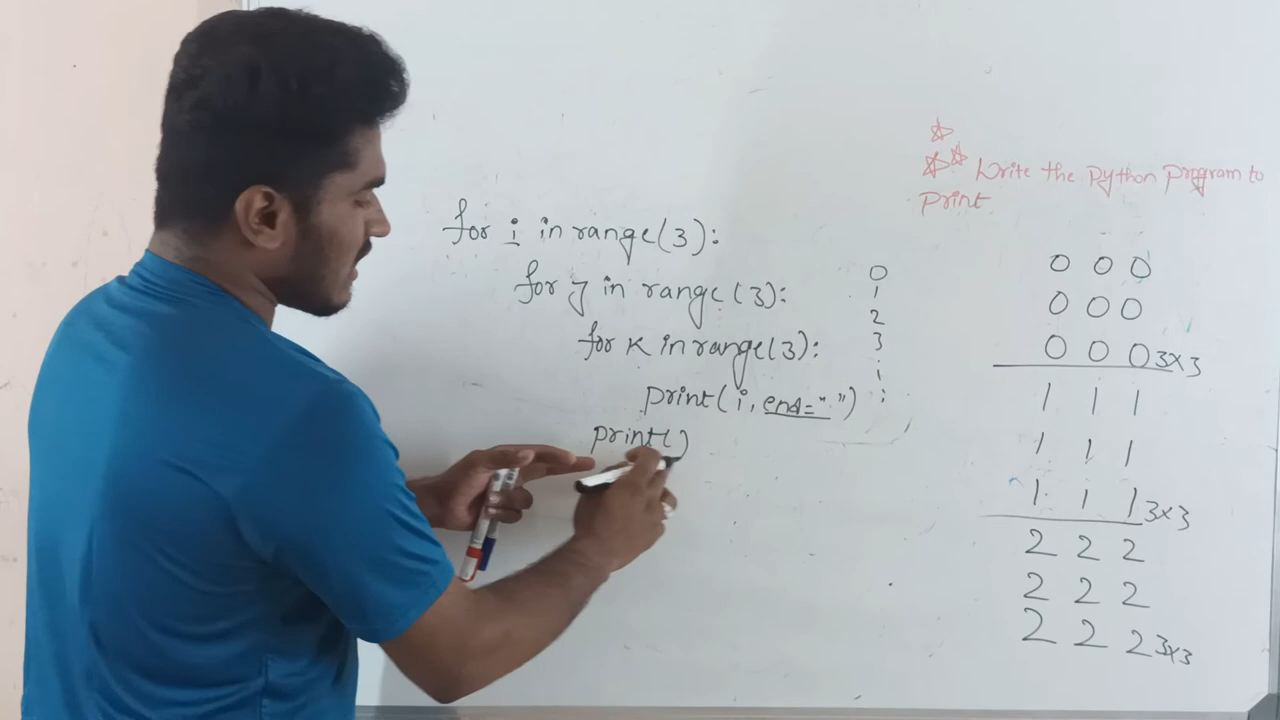 for i in range(3):
for j in range(3):
for k in range(3):
print(i, end=" ")
print()
0
1
2
3
i
⁝
Write the Python program to
Print
0 0 0
0 0 0
0 0 0 3x3
1 1 1
1 1 1
1 1 1 3x3
2 2 2
2 2 2
2 2 2 3x3